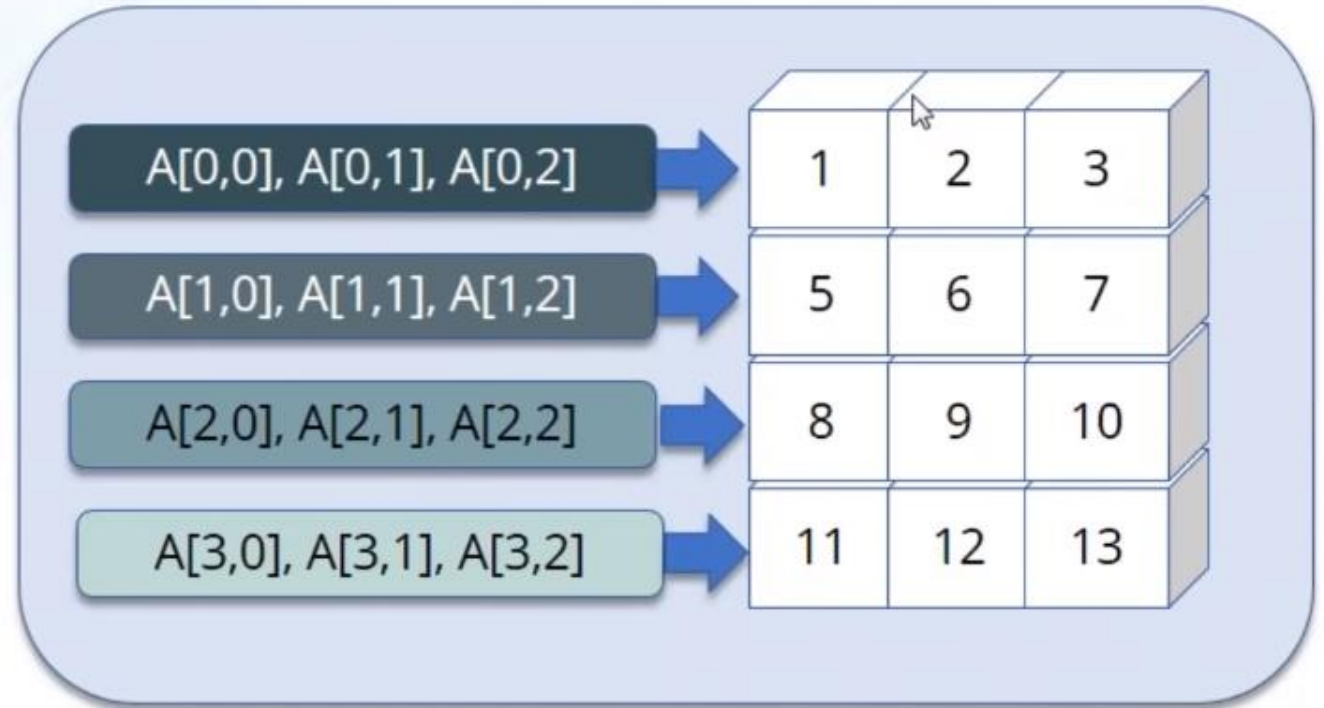 A[0,0], A[0,1], A[0,2] 1 2 3
A[1,0], A[1,1], A[1,2] 5 6 7
A[2,0], A[2,1], A[2,2] 8 9 10
A[3,0], A[3,1], A[3,2] 11 12 13